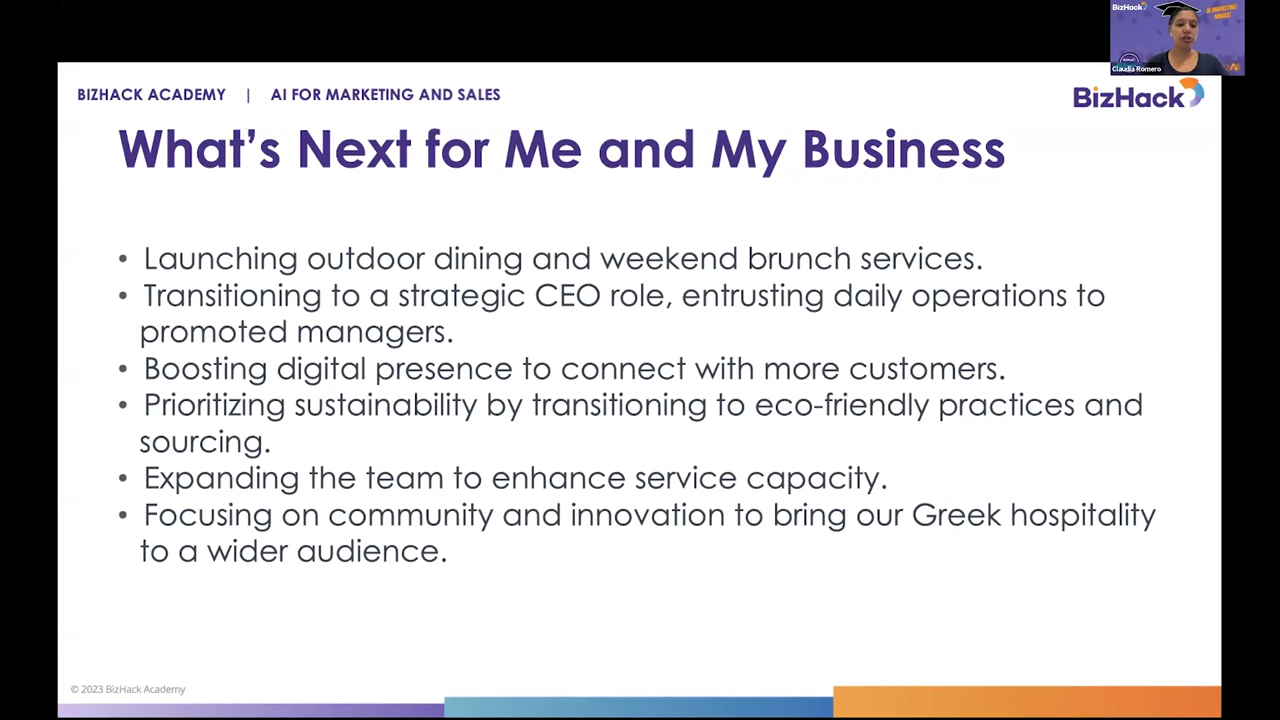 BizHack
AI MARKETING
NINJAS!
Claudia Romero
BIZHACK ACADEMY | AI FOR MARKETING AND SALES
BizHack
What's Next for Me and My Business
• Launching outdoor dining and weekend brunch services.
• Transitioning to a strategic CEO role, entrusting daily operations to
promoted managers.
• Boosting digital presence to connect with more customers.
• Prioritizing sustainability by transitioning to eco-friendly practices and
sourcing.
• Expanding the team to enhance service capacity.
• Focusing on community and innovation to bring our Greek hospitality
to a wider audience.
© 2023 BizHack Academy